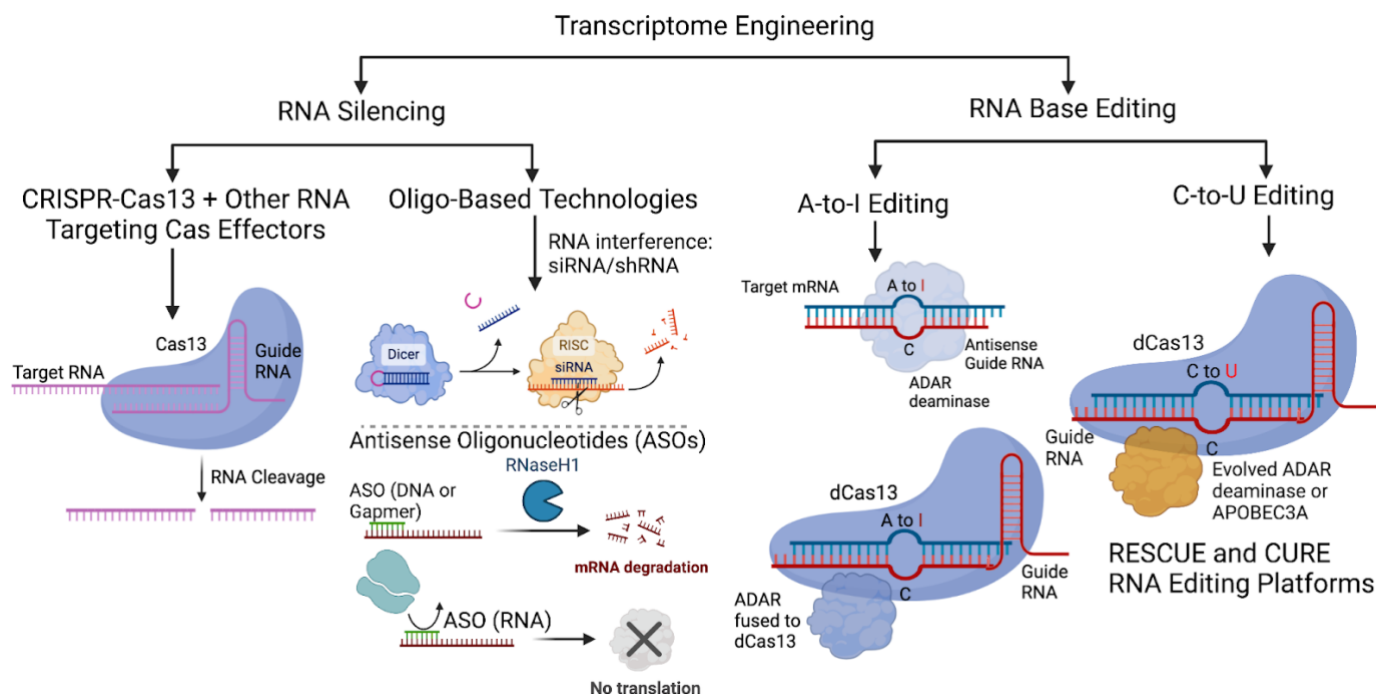 Transcriptome Engineering
RNA Silencing
RNA Base Editing
CRISPR-Cas13 + Other RNA
Targeting Cas Effectors
Oligo-Based Technologies
A-to-I Editing
C-to-U Editing
RNA interference:
siRNA/shRNA
Cas13
Guide
RNA
Target RNA
RNA Cleavage
Dicer
RISC
siRNA
Antisense Oligonucleotides (ASOs)
RNaseH1
ASO (DNA or
Gapmer)
mRNA degradation
ASO (RNA)
No translation
Target mRNA
A to I
C
Antisense
Guide RNA
ADAR
deaminase
dCas13
A to I
C
Guide
RNA
ADAR
fused to
dCas13
dCas13
C to U
C
Guide
RNA
Evolved ADAR
deaminase or
APOBEC3A
RESCUE and CURE
RNA Editing Platforms